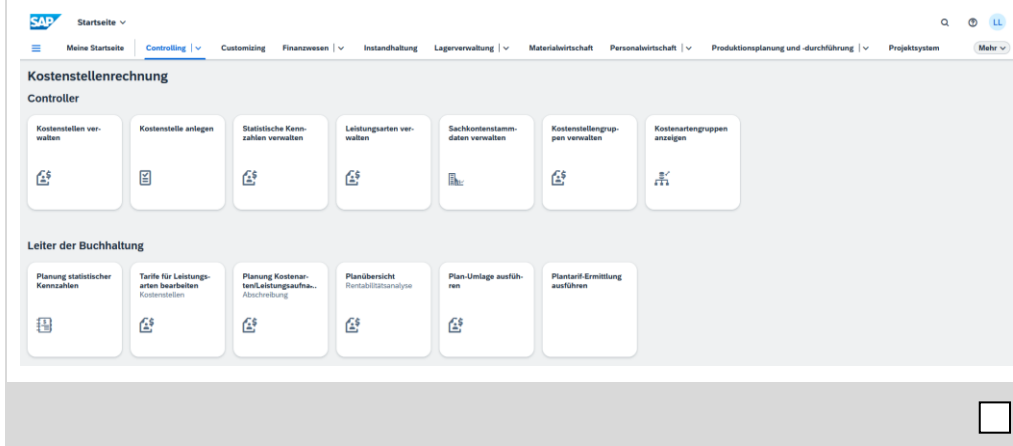 SAP Startseite LL
Meine Startseite Controlling Customizing Finanzwesen Instandhaltung Lagerverwaltung Materialwirtschaft Personalwirtschaft Produktionsplanung und -durchführung Projektsystem Mehr
Kostenstellenrechnung
Controller
Kostenstellen ver-
walten
Kostenstelle anlegen
Statistische Kenn-
zahlen verwalten
Leistungsarten ver-
walten
Sachkontenstamm-
daten verwalten
Kostenstellengrup-
pen verwalten
Kostenartengruppen
anzeigen
Leiter der Buchhaltung
Planung statistischer
Kennzahlen
Tarife für Leistungs-
arten bearbeiten
Kostenstellen
Planung Kostenar-
ten/Leistungsaufna...
Abschreibung
Planübersicht
Rentabilitätsanalyse
Plan-Umlage ausfüh-
ren
Plantarif-Ermittlung
ausführen